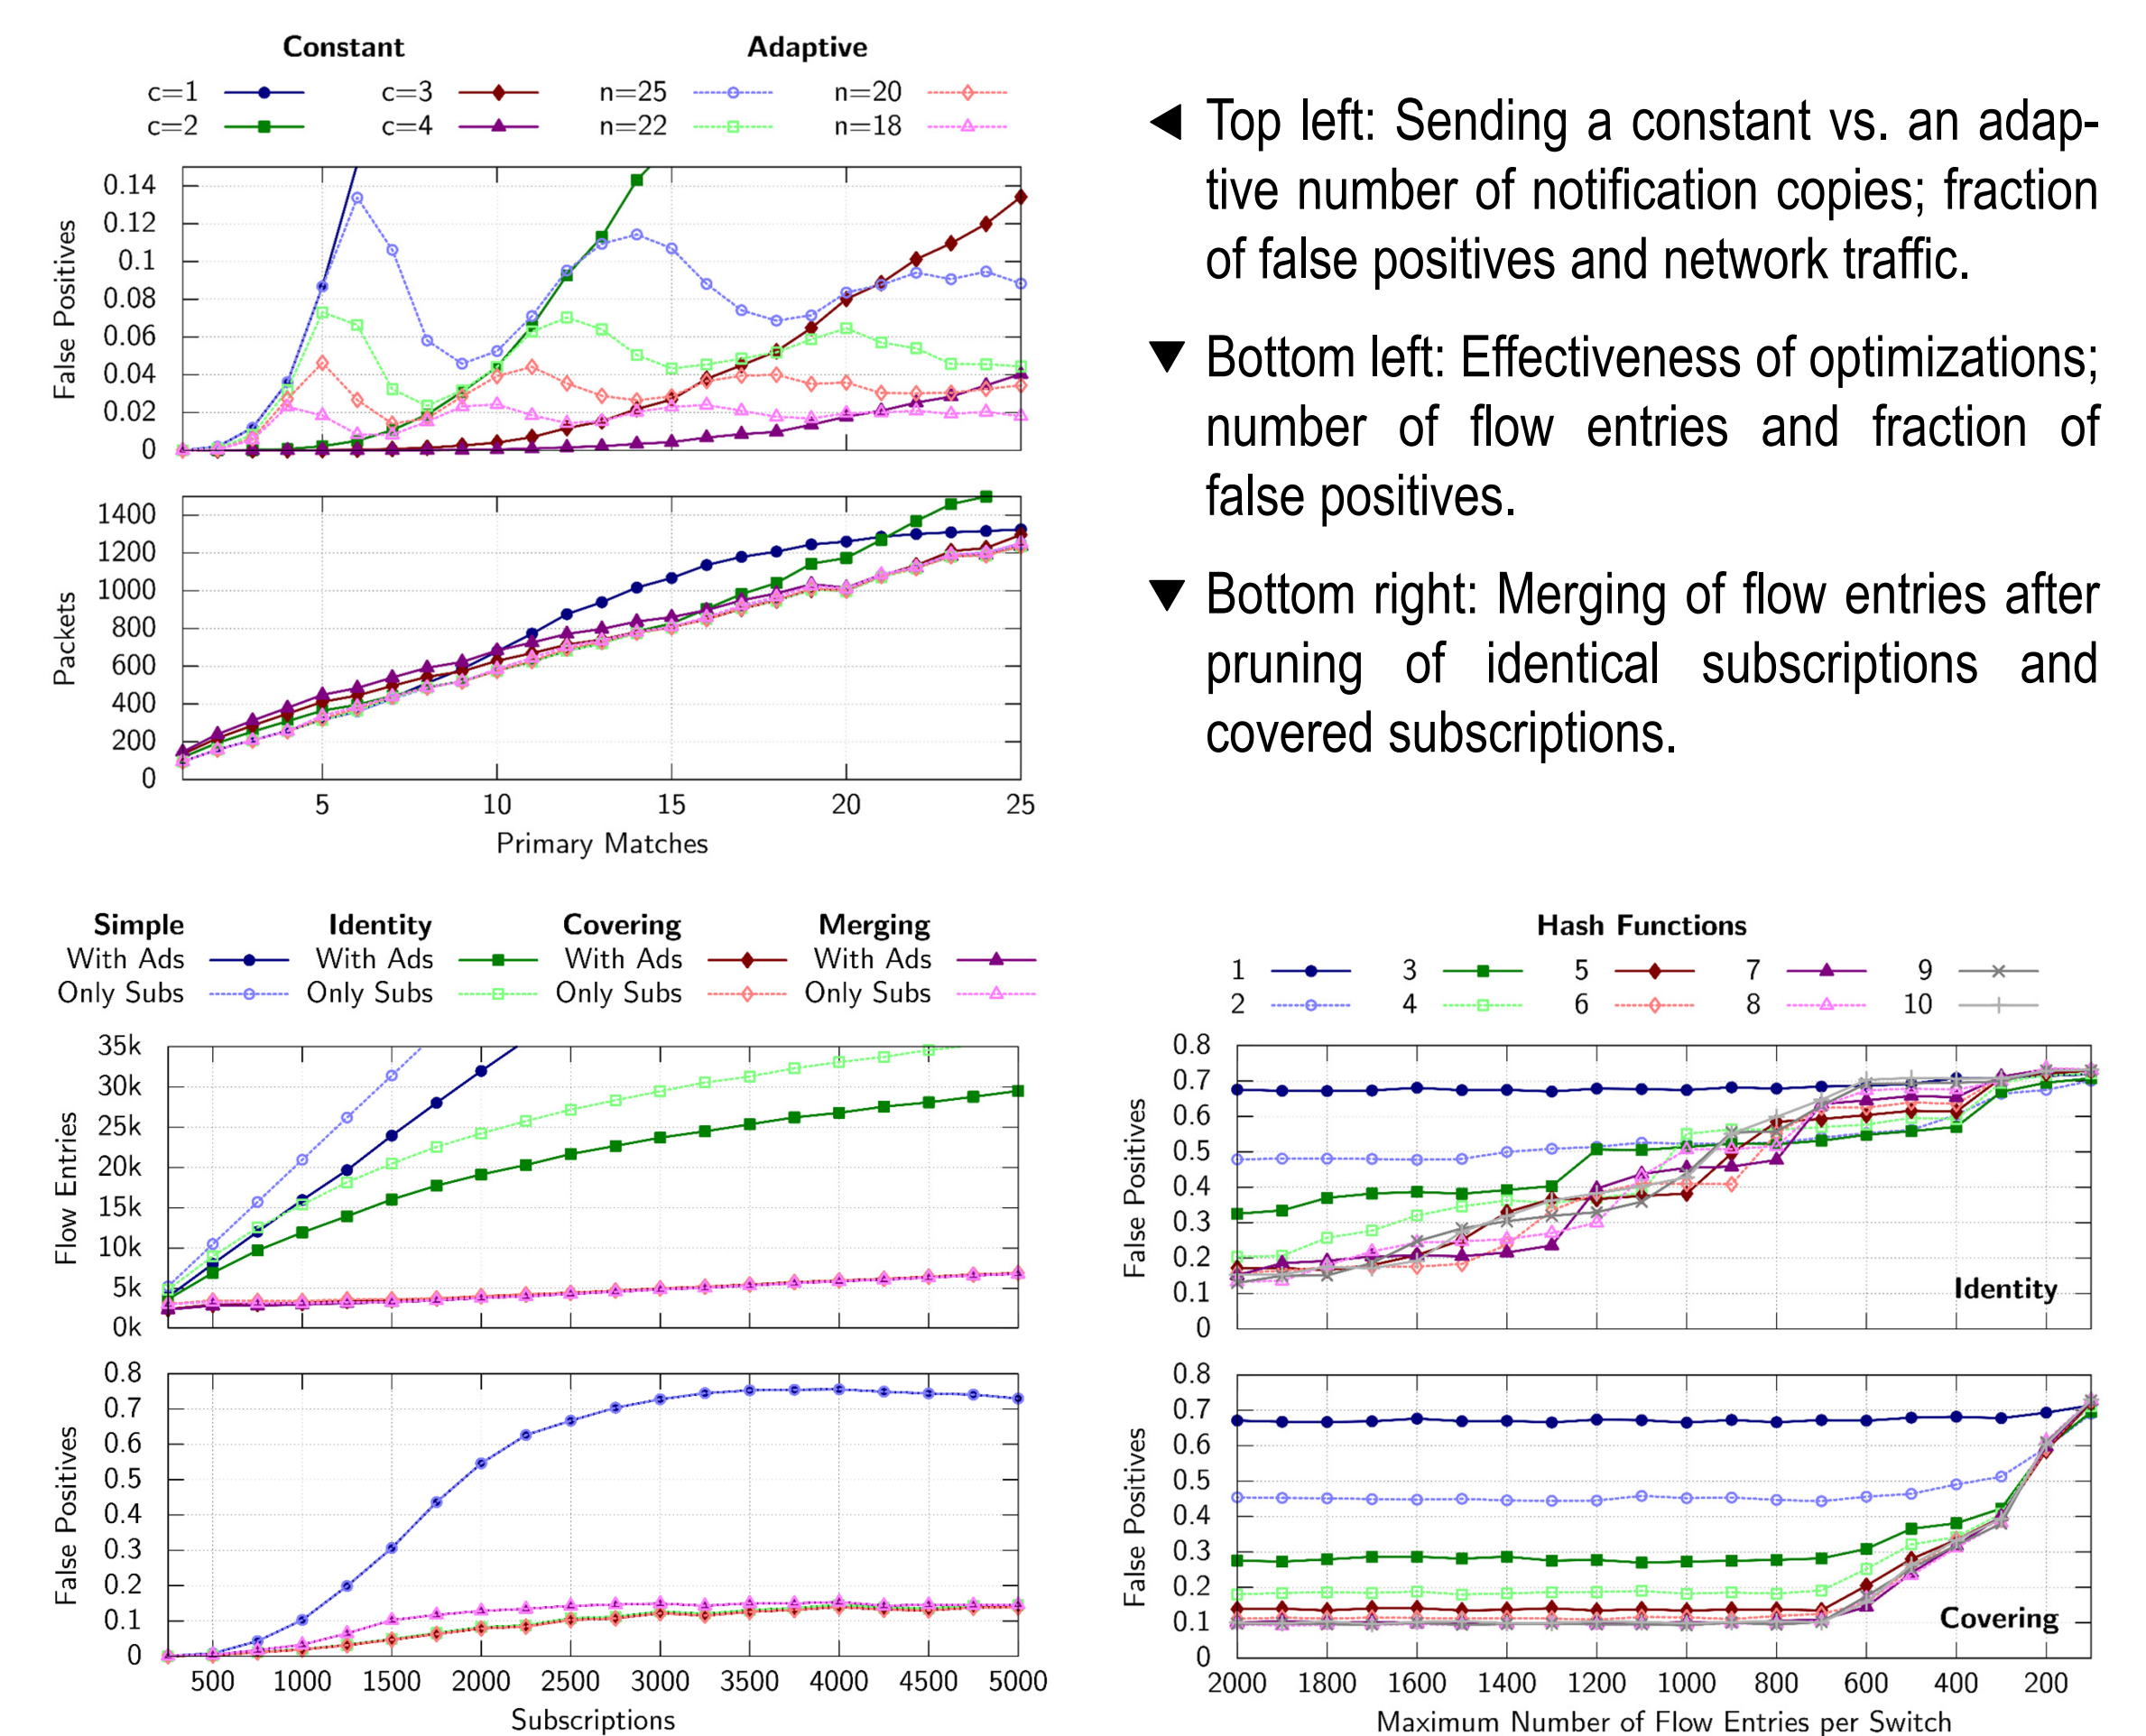 Constant Adaptive
c=1 c=3 n=25 n=20
c=2 c=4 n=22 n=18
0.14
0.12
0.1
0.08
0.06
0.04
0.02
0
False Positives
1400
1200
1000
800
600
400
200
0
Packets
5 10 15 20 25
Primary Matches
◀ Top left: Sending a constant vs. an adap-
tive number of notification copies; fraction
of false positives and network traffic.
▼ Bottom left: Effectiveness of optimizations;
number of flow entries and fraction of
false positives.
▼ Bottom right: Merging of flow entries after
pruning of identical subscriptions and
covered subscriptions.
Simple Identity Covering Merging
With Ads With Ads With Ads With Ads
Only Subs Only Subs Only Subs Only Subs
35k
30k
25k
20k
15k
10k
5k
0k
Flow Entries
0.8
0.7
0.6
0.5
0.4
0.3
0.2
0.1
0
False Positives
500 1000 1500 2000 2500 3000 3500 4000 4500 5000
Subscriptions
Hash Functions
1 3 5 7 9
2 4 6 8 10
0.8
0.7
0.6
0.5
0.4
0.3
0.2
0.1
0
False Positives
Identity
0.8
0.7
0.6
0.5
0.4
0.3
0.2
0.1
0
False Positives
Covering
2000 1800 1600 1400 1200 1000 800 600 400 200
Maximum Number of Flow Entries per Switch